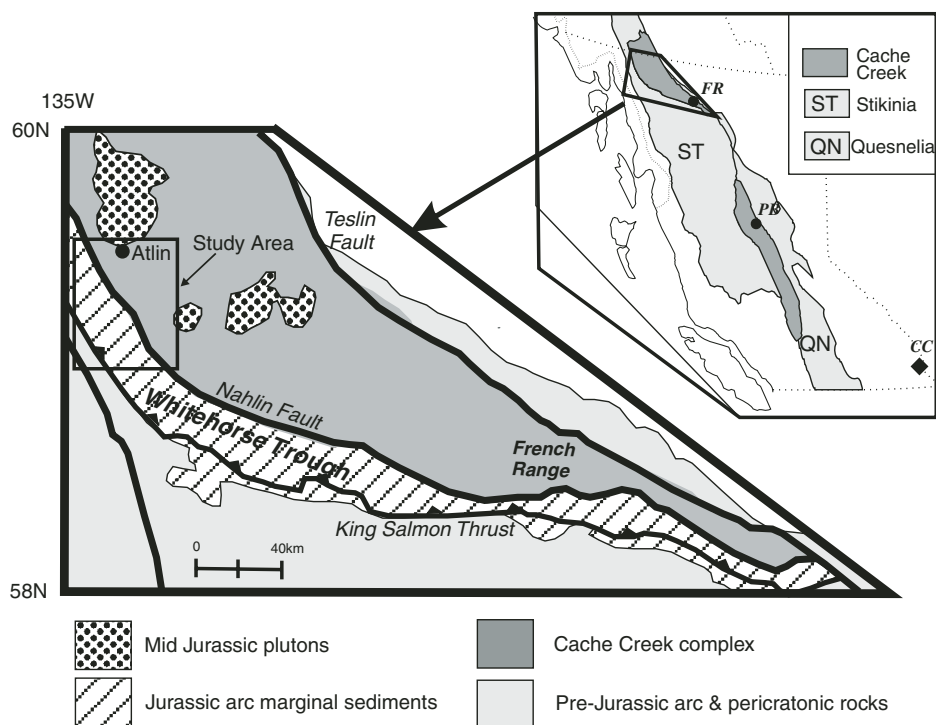 135W
60N
58N
Atlin
Study Area
Teslin
Fault
Nahlin Fault
Whitehorse Trough
French
Range
King Salmon Thrust
0 40km
FR
ST
PB
QN
CC
Cache
Creek
ST Stikinia
QN Quesnelia
Mid Jurassic plutons
Cache Creek complex
Jurassic arc marginal sediments
Pre-Jurassic arc & pericratonic rocks